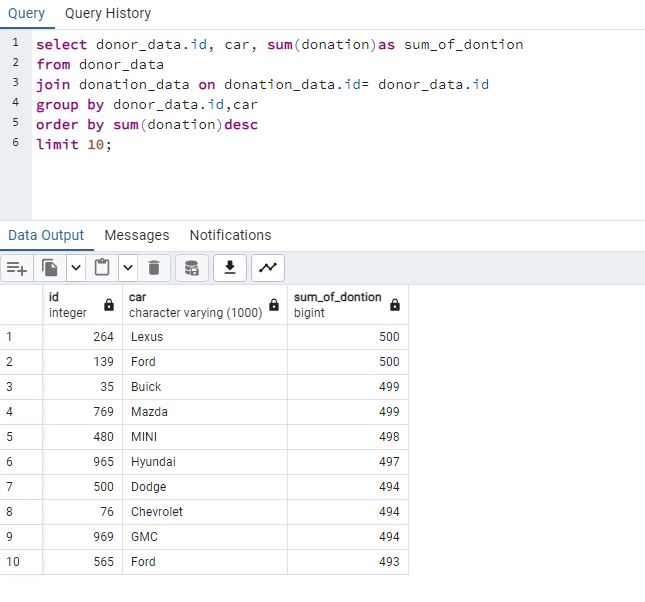 Query Query History
1 select donor_data.id, car, sum(donation)as sum_of_dontion
2 from donor_data
3 join donation_data on donation_data.id= donor_data.id
4 group by donor_data.id,car
5 order by sum(donation)desc
6 limit 10;
Data Output Messages Notifications
id car sum_of_dontion
integer character varying (1000) bigint
1 264 Lexus 500
2 139 Ford 500
3 35 Buick 499
4 769 Mazda 499
5 480 MINI 498
6 965 Hyundai 497
7 500 Dodge 494
8 76 Chevrolet 494
9 969 GMC 494
10 565 Ford 493